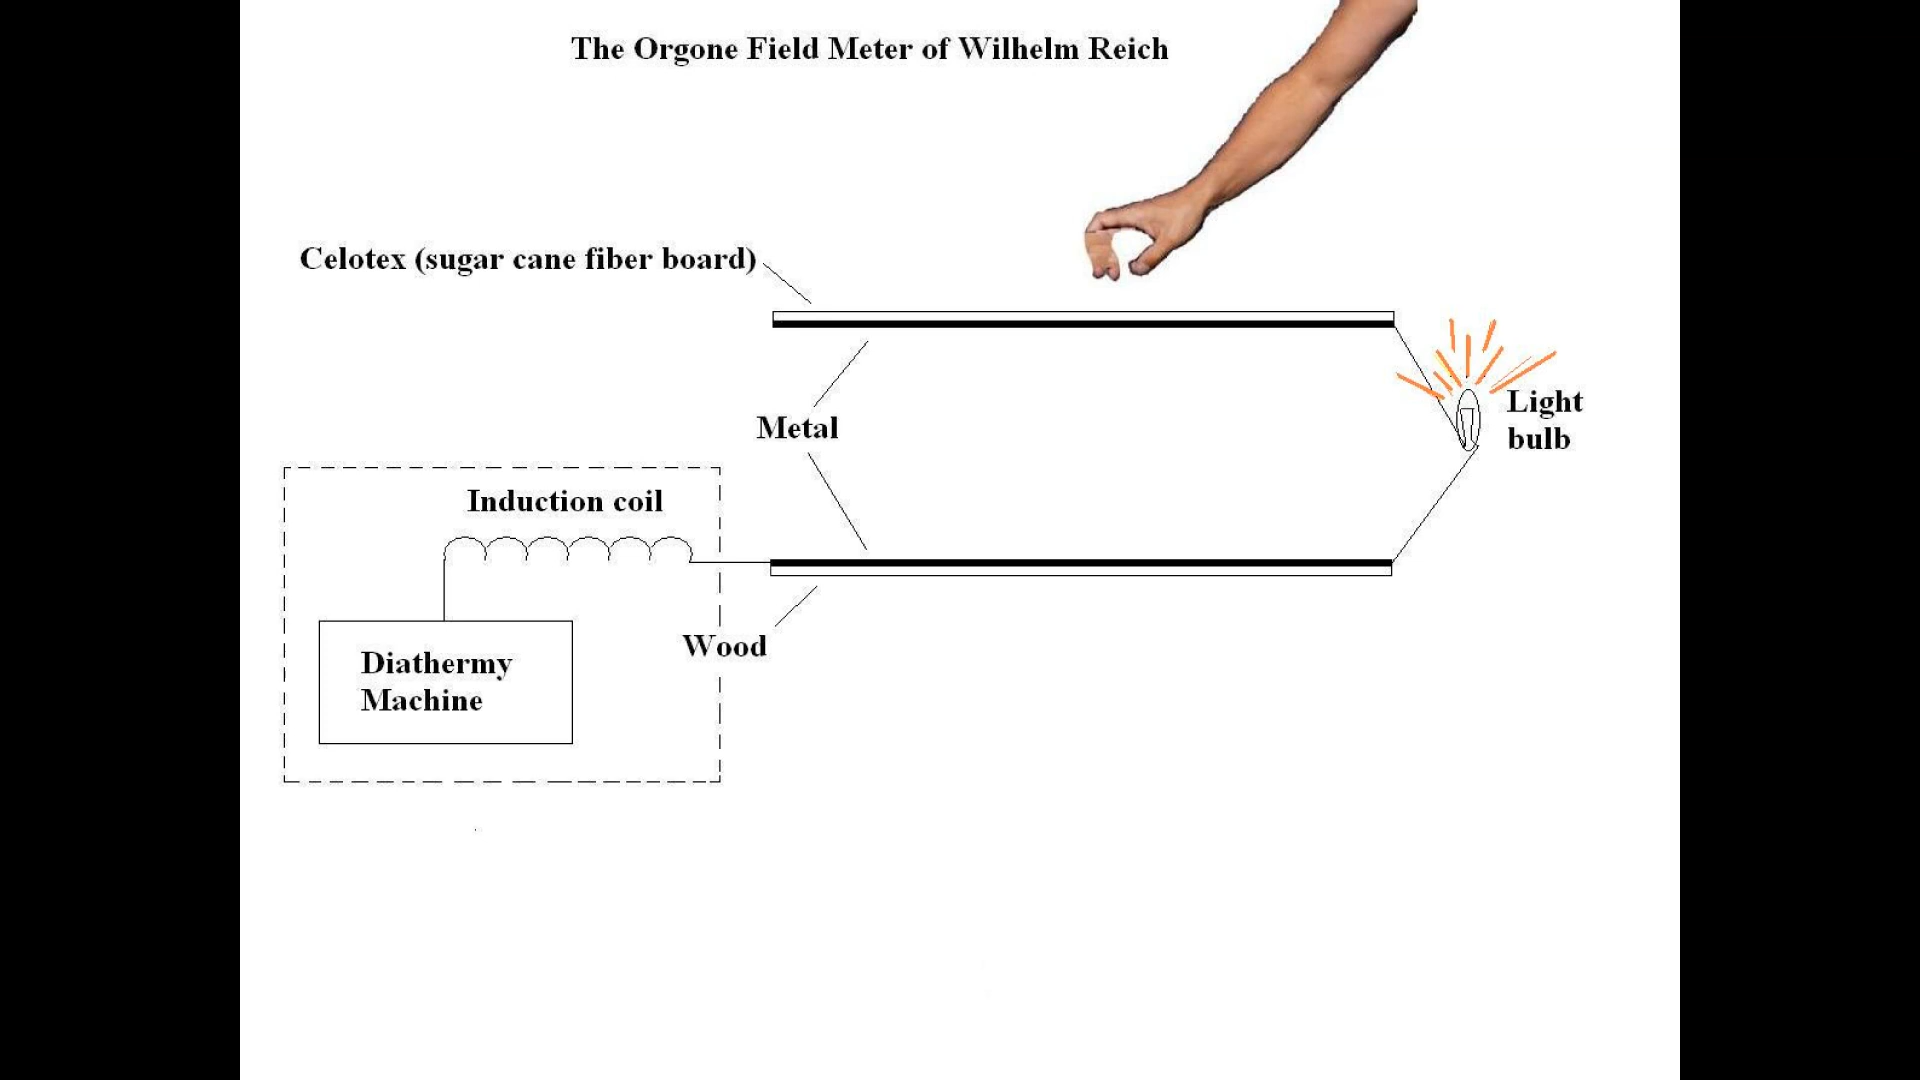 The Orgone Field Meter of Wilhelm Reich
Celotex (sugar cane fiber board)
Light
bulb
Metal
Induction coil
Wood
Diathermy
Machine